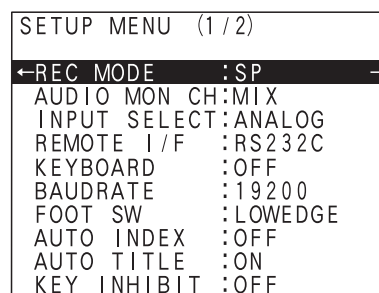 SETUP MENU (1/2)
←REC MODE :SP
AUDIO MON CH:MIX
INPUT SELECT:ANALOG
REMOTE I/F :RS232C
KEYBOARD :OFF
BAUDRATE :19200
FOOT SW :LOWEDGE
AUTO INDEX :OFF
AUTO TITLE :ON
KEY INHIBIT :OFF